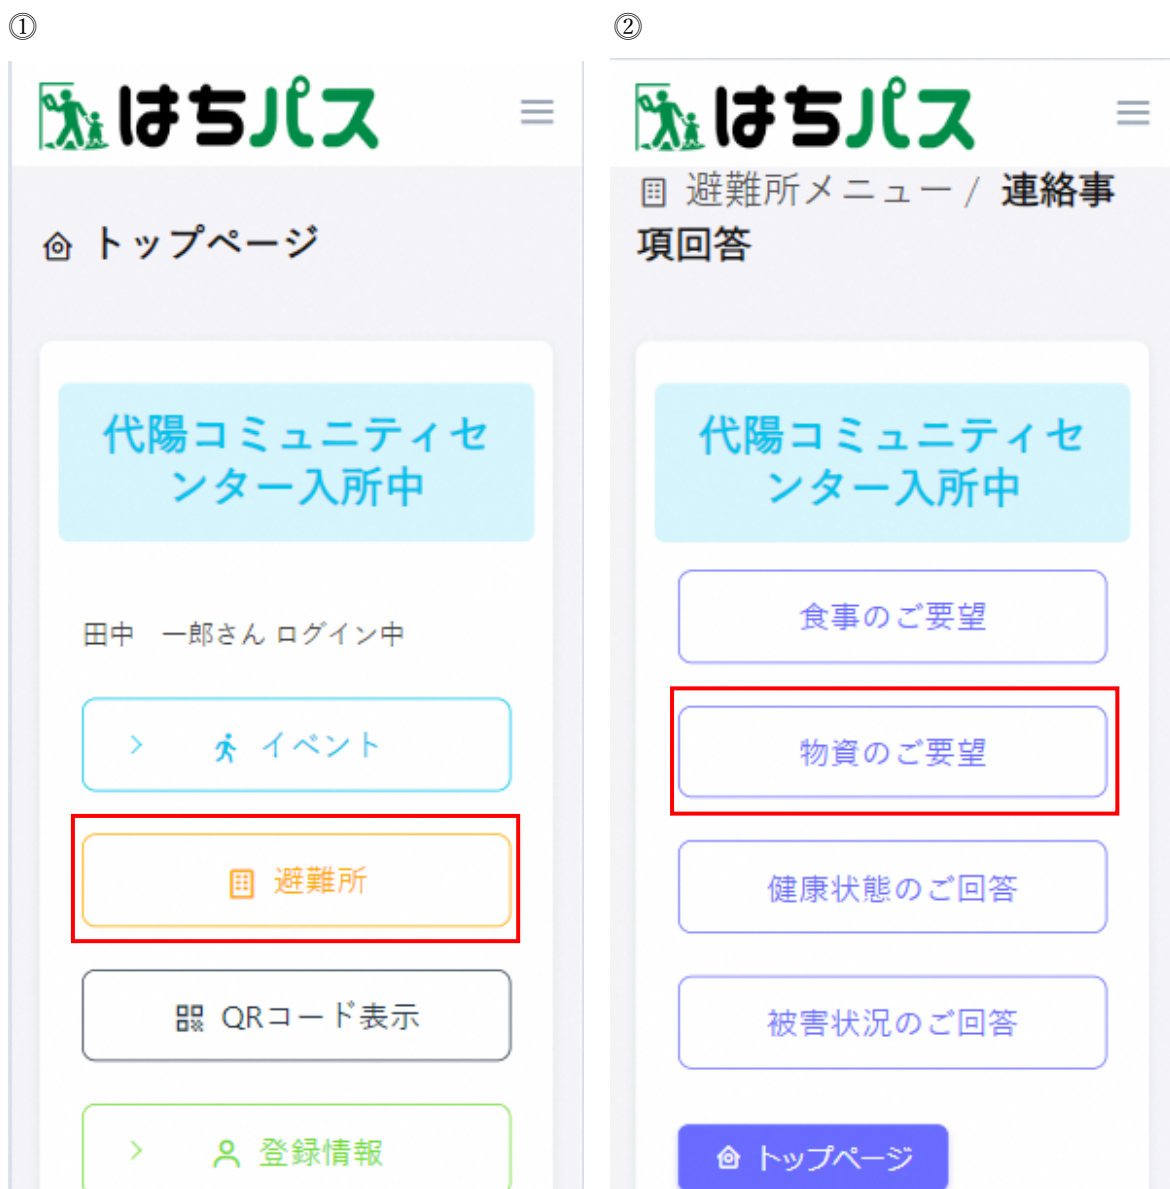 ①
はちパス
トップページ
代陽コミュニティセ
ンター入所中
田中　一郎さん ログイン中
イベント
避難所
QRコード表示
登録情報
②
はちパス
避難所メニュー / 連絡事
項回答
代陽コミュニティセ
ンター入所中
食事のご要望
物資のご要望
健康状態のご回答
被害状況のご回答
トップページ